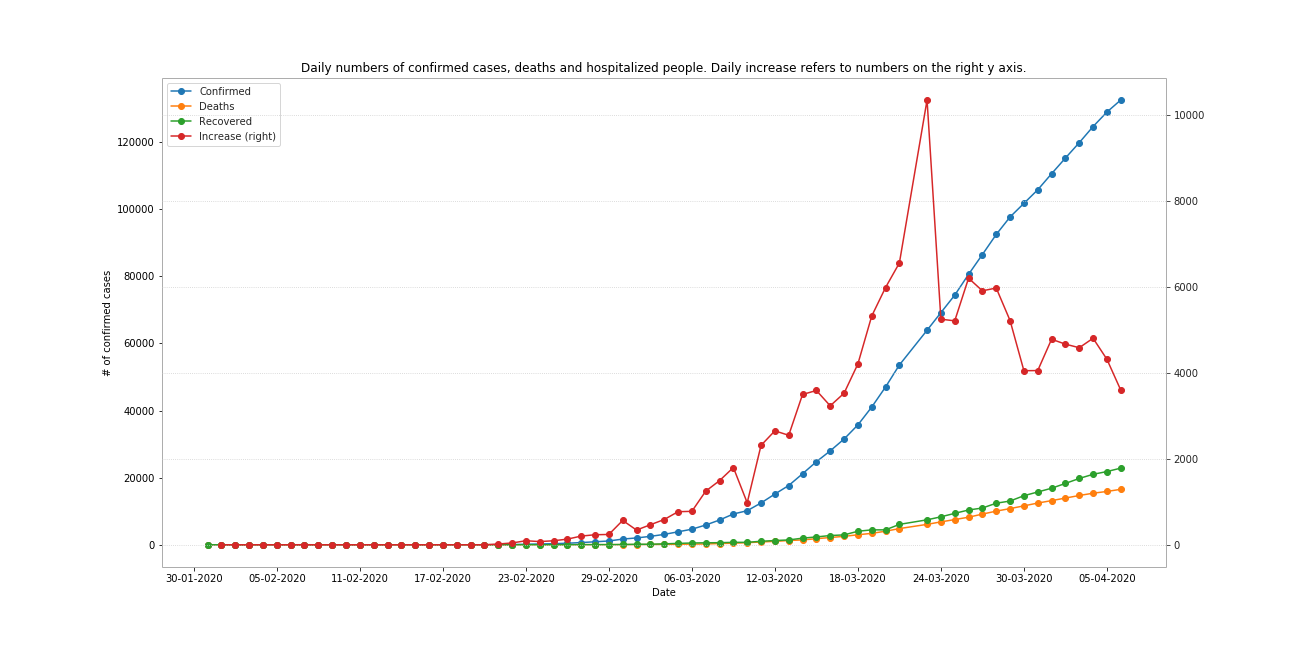 Daily numbers of confirmed cases, deaths and hospitalized people. Daily increase refers to numbers on the right y axis.
Confirmed
Deaths
Recovered
Increase (right)
120000
100000
80000
60000
40000
20000
0
# of confirmed cases
10000
8000
6000
4000
2000
0
30-01-2020 05-02-2020 11-02-2020 17-02-2020 23-02-2020 29-02-2020 06-03-2020 12-03-2020 18-03-2020 24-03-2020 30-03-2020 05-04-2020
Date